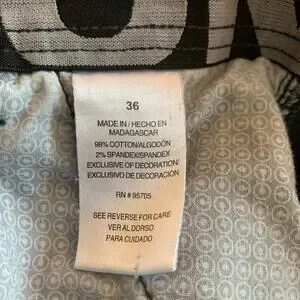 36
MADE IN / HECHO EN
MADAGASCAR
98% COTTON/ALGODÓN
2% SPANDEX/SPANDEX
EXCLUSIVE OF DECORATION/
EXCLUSIVO DE DECORACIÓN
RN # 95705
SEE REVERSE FOR CARE
VER AL DORSO
PARA CUIDADO